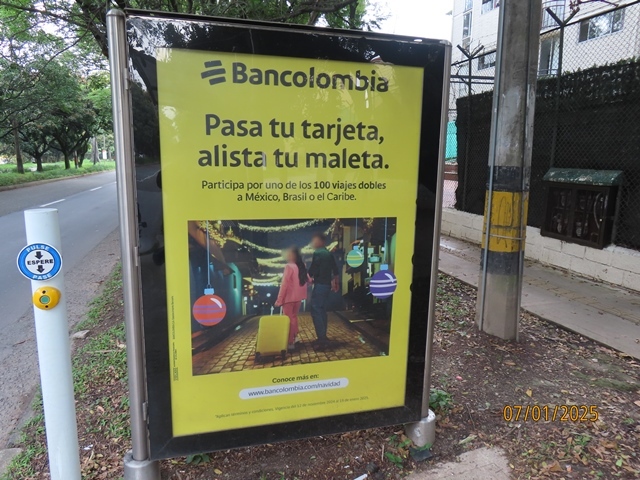 Bancolombia
Pasa tu tarjeta,
alista tu maleta.
Participa por uno de los 100 viajes dobles
a México, Brasil o el Caribe.
PULSE
ESPERE
PASE
Conoce más en:
www.bancolombia.com/navidad
07/01/2025